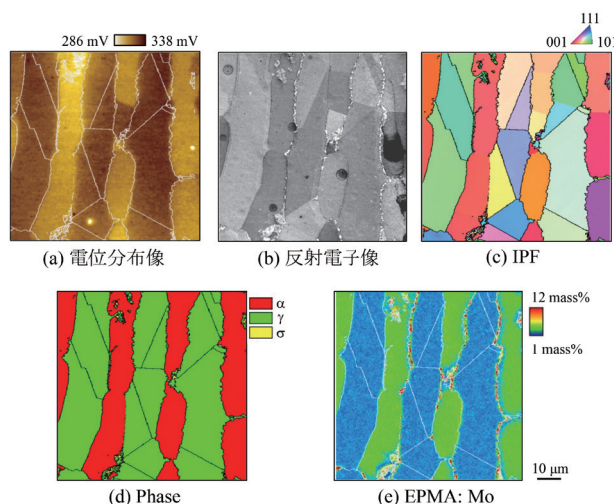 286 mV 338 mV
111
001 101
(a) 電位分布像
(b) 反射電子像
(c) IPF
α
γ
σ
12 mass%
1 mass%
10 μm
(d) Phase
(e) EPMA: Mo